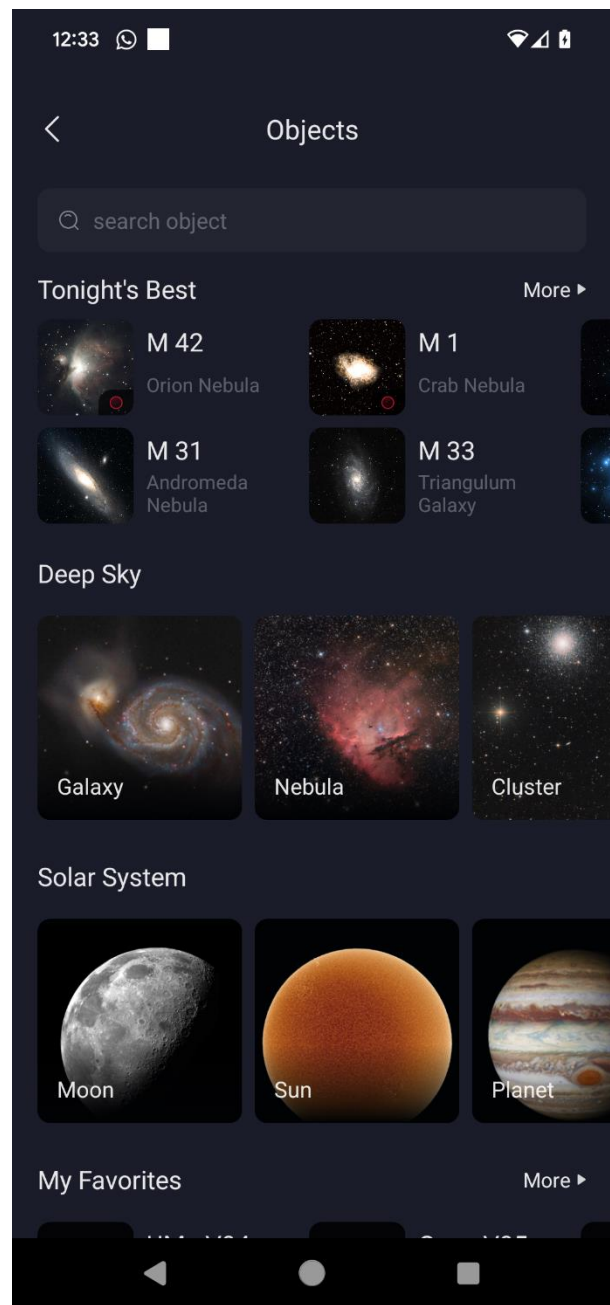 12:33
Objects
search object
Tonight's Best More
M 42
Orion Nebula
M 1
Crab Nebula
M 31
Andromeda
Nebula
M 33
Triangulum
Galaxy
Deep Sky
Galaxy
Nebula
Cluster
Solar System
Moon
Sun
Planet
My Favorites More